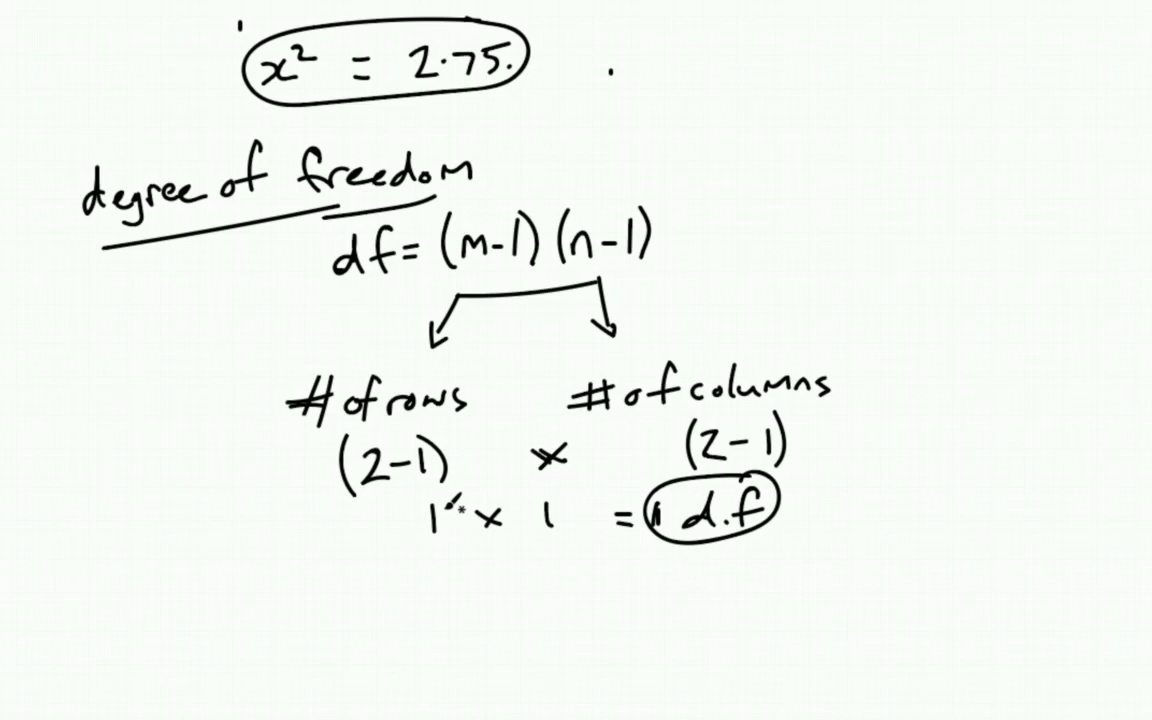 x² = 2.75.
degree of freedom
df = (m-1) (n-1)
# of rows # of columns
(2-1) × (2-1)
1 × 1 = 1 d.f